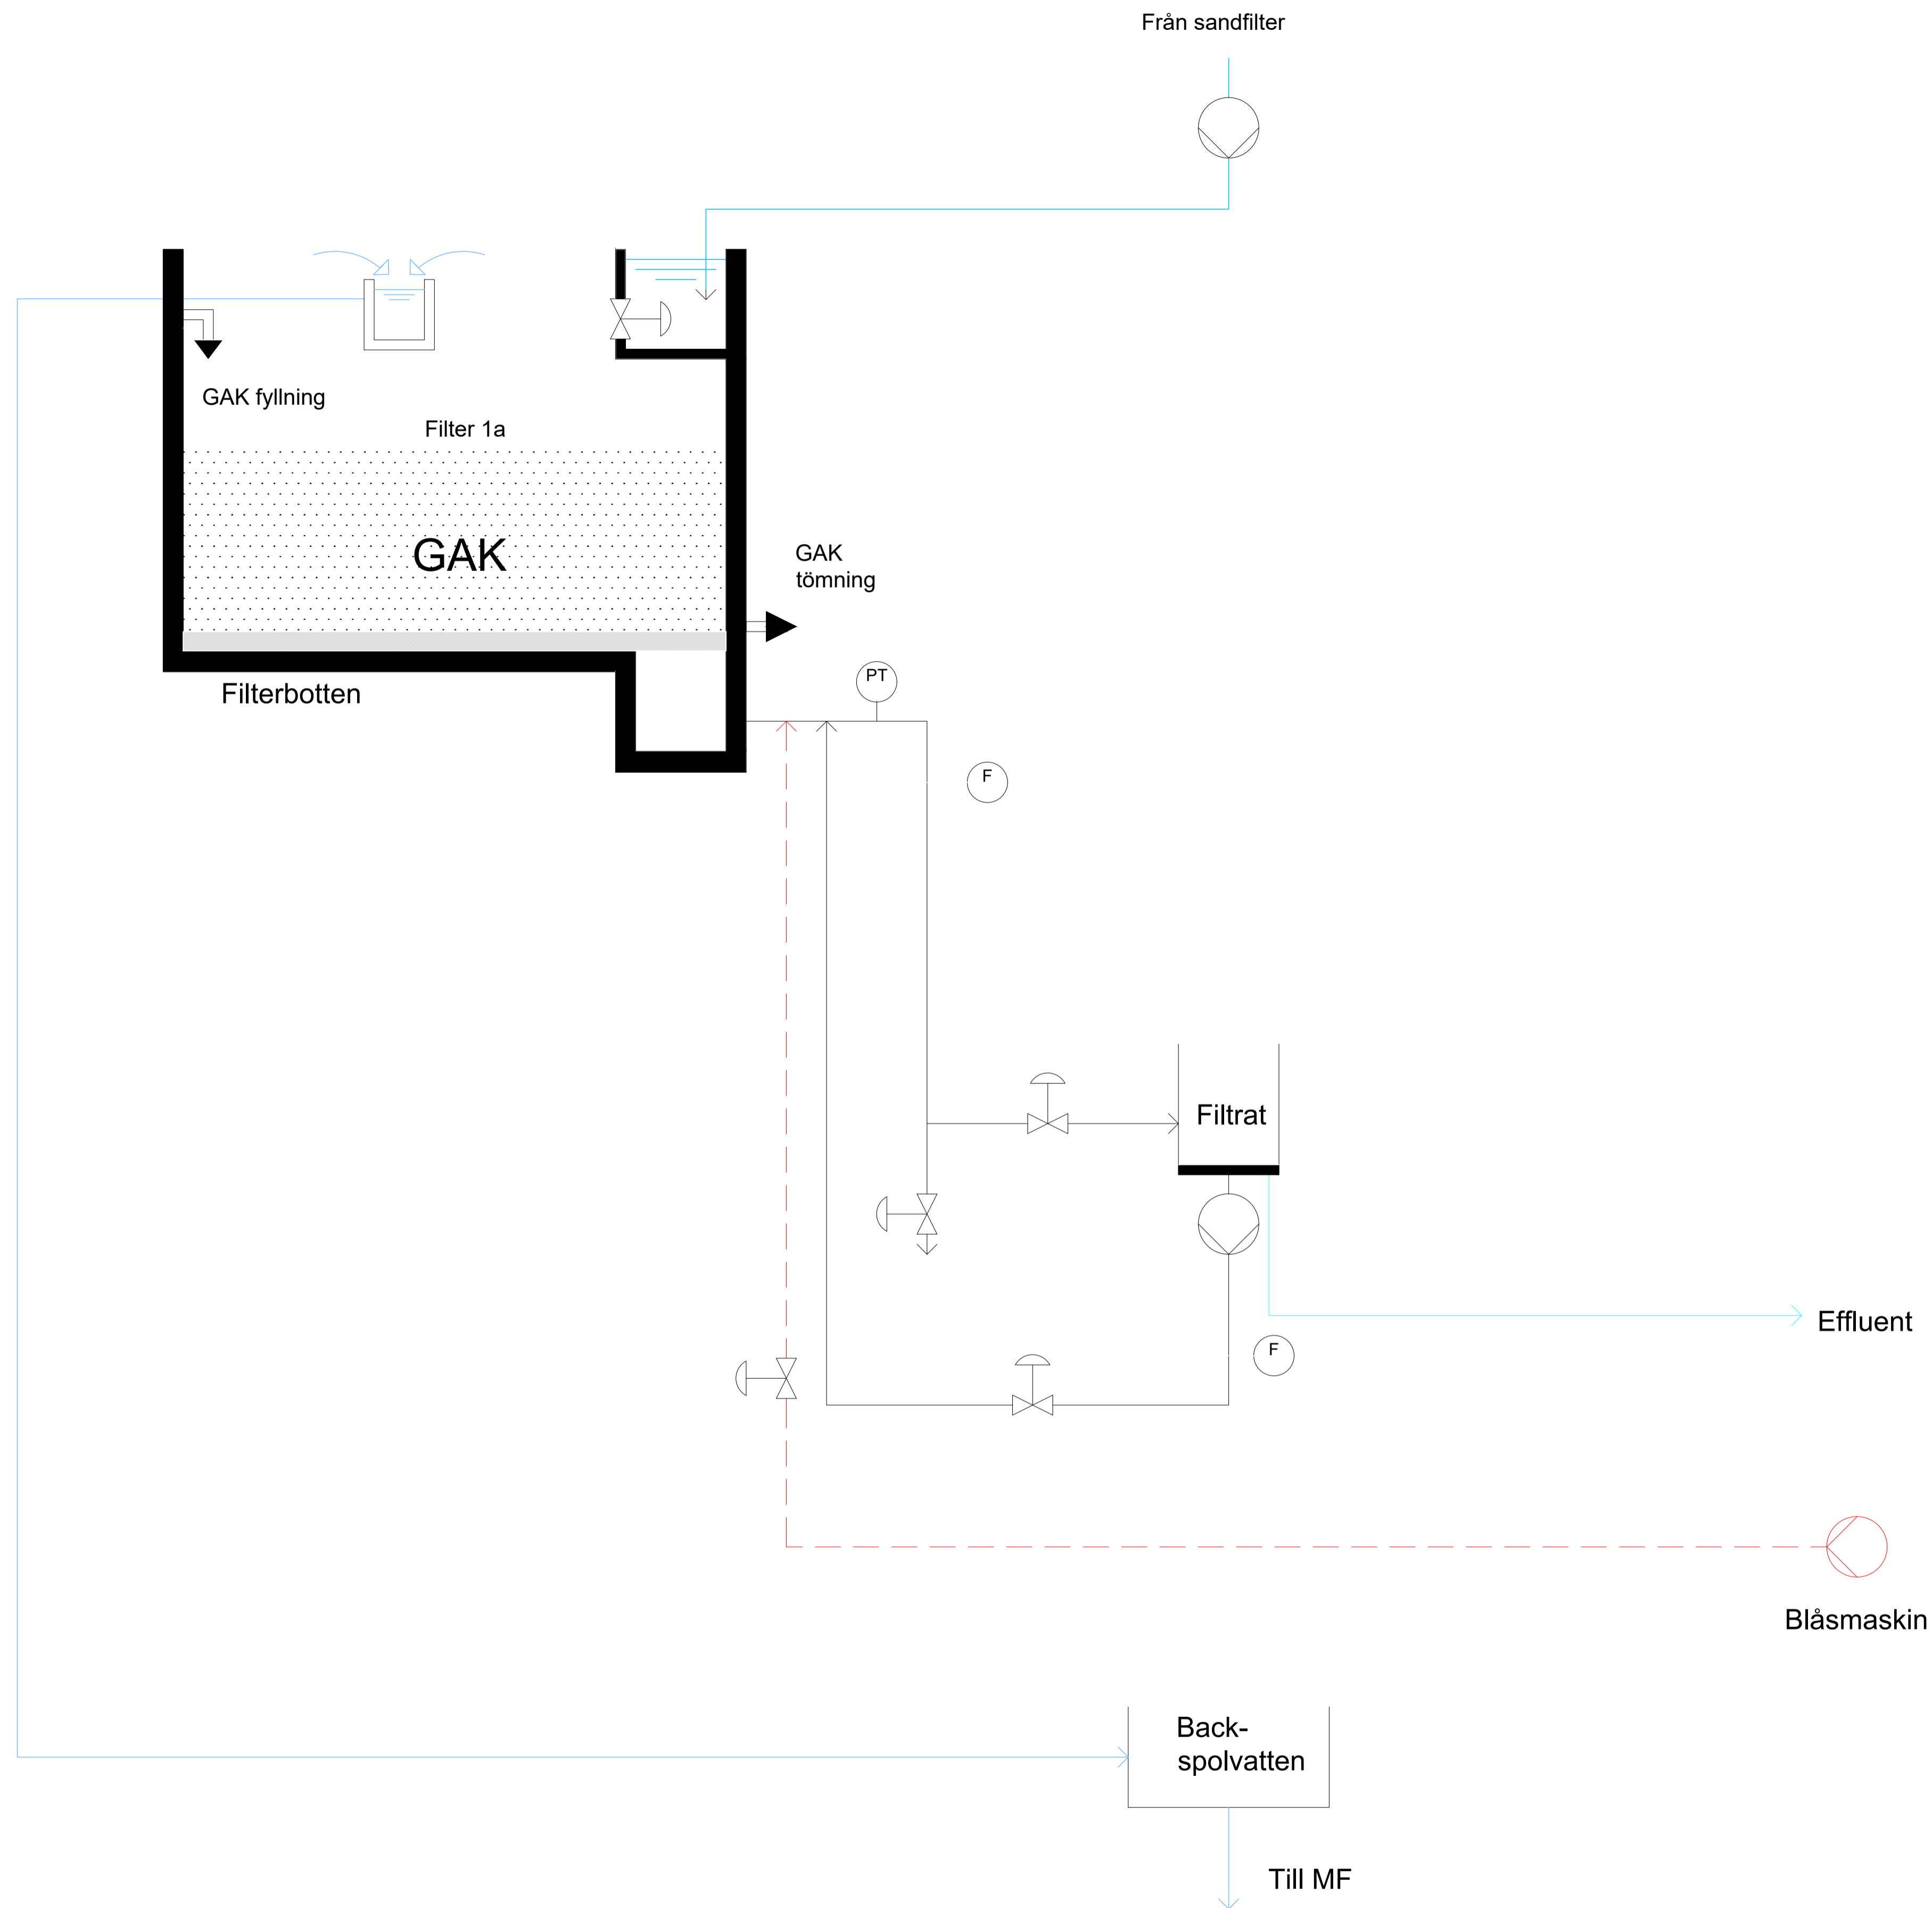 Från sandfilter
GAK fyllning
Filter 1a
GAK
GAK
tömning
PT
Filterbotten
F
Filtrat
Effluent
F
Blåsmaskin
Back-
spolvatten
Till MF